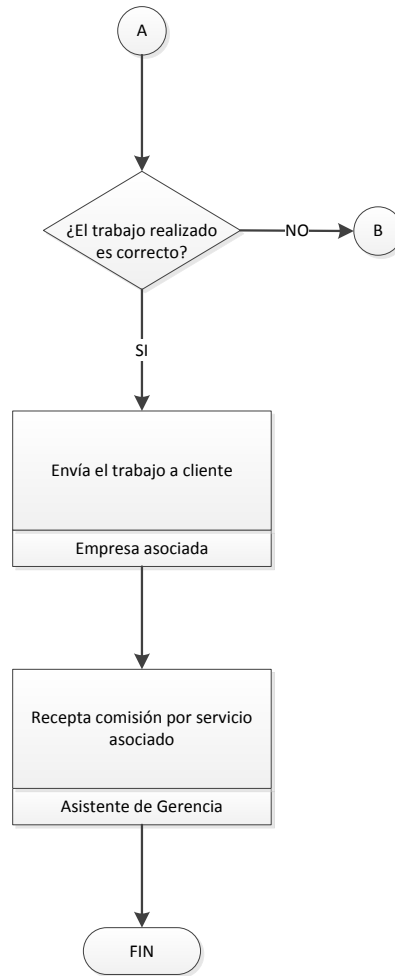 A
¿El trabajo realizado
es correcto?
NO
B
SI
Envía el trabajo a cliente
Empresa asociada
Recepta comisión por servicio
asociado
Asistente de Gerencia
FIN